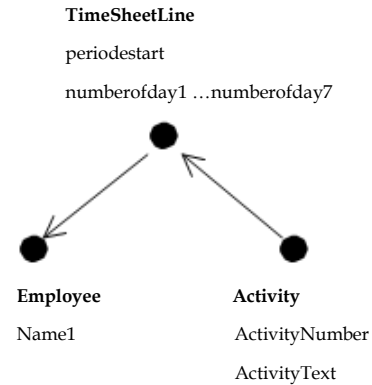 TimeSheetLine
periodestart
numberofday1 …numberofday7
Employee
Name1
Activity
ActivityNumber
ActivityText